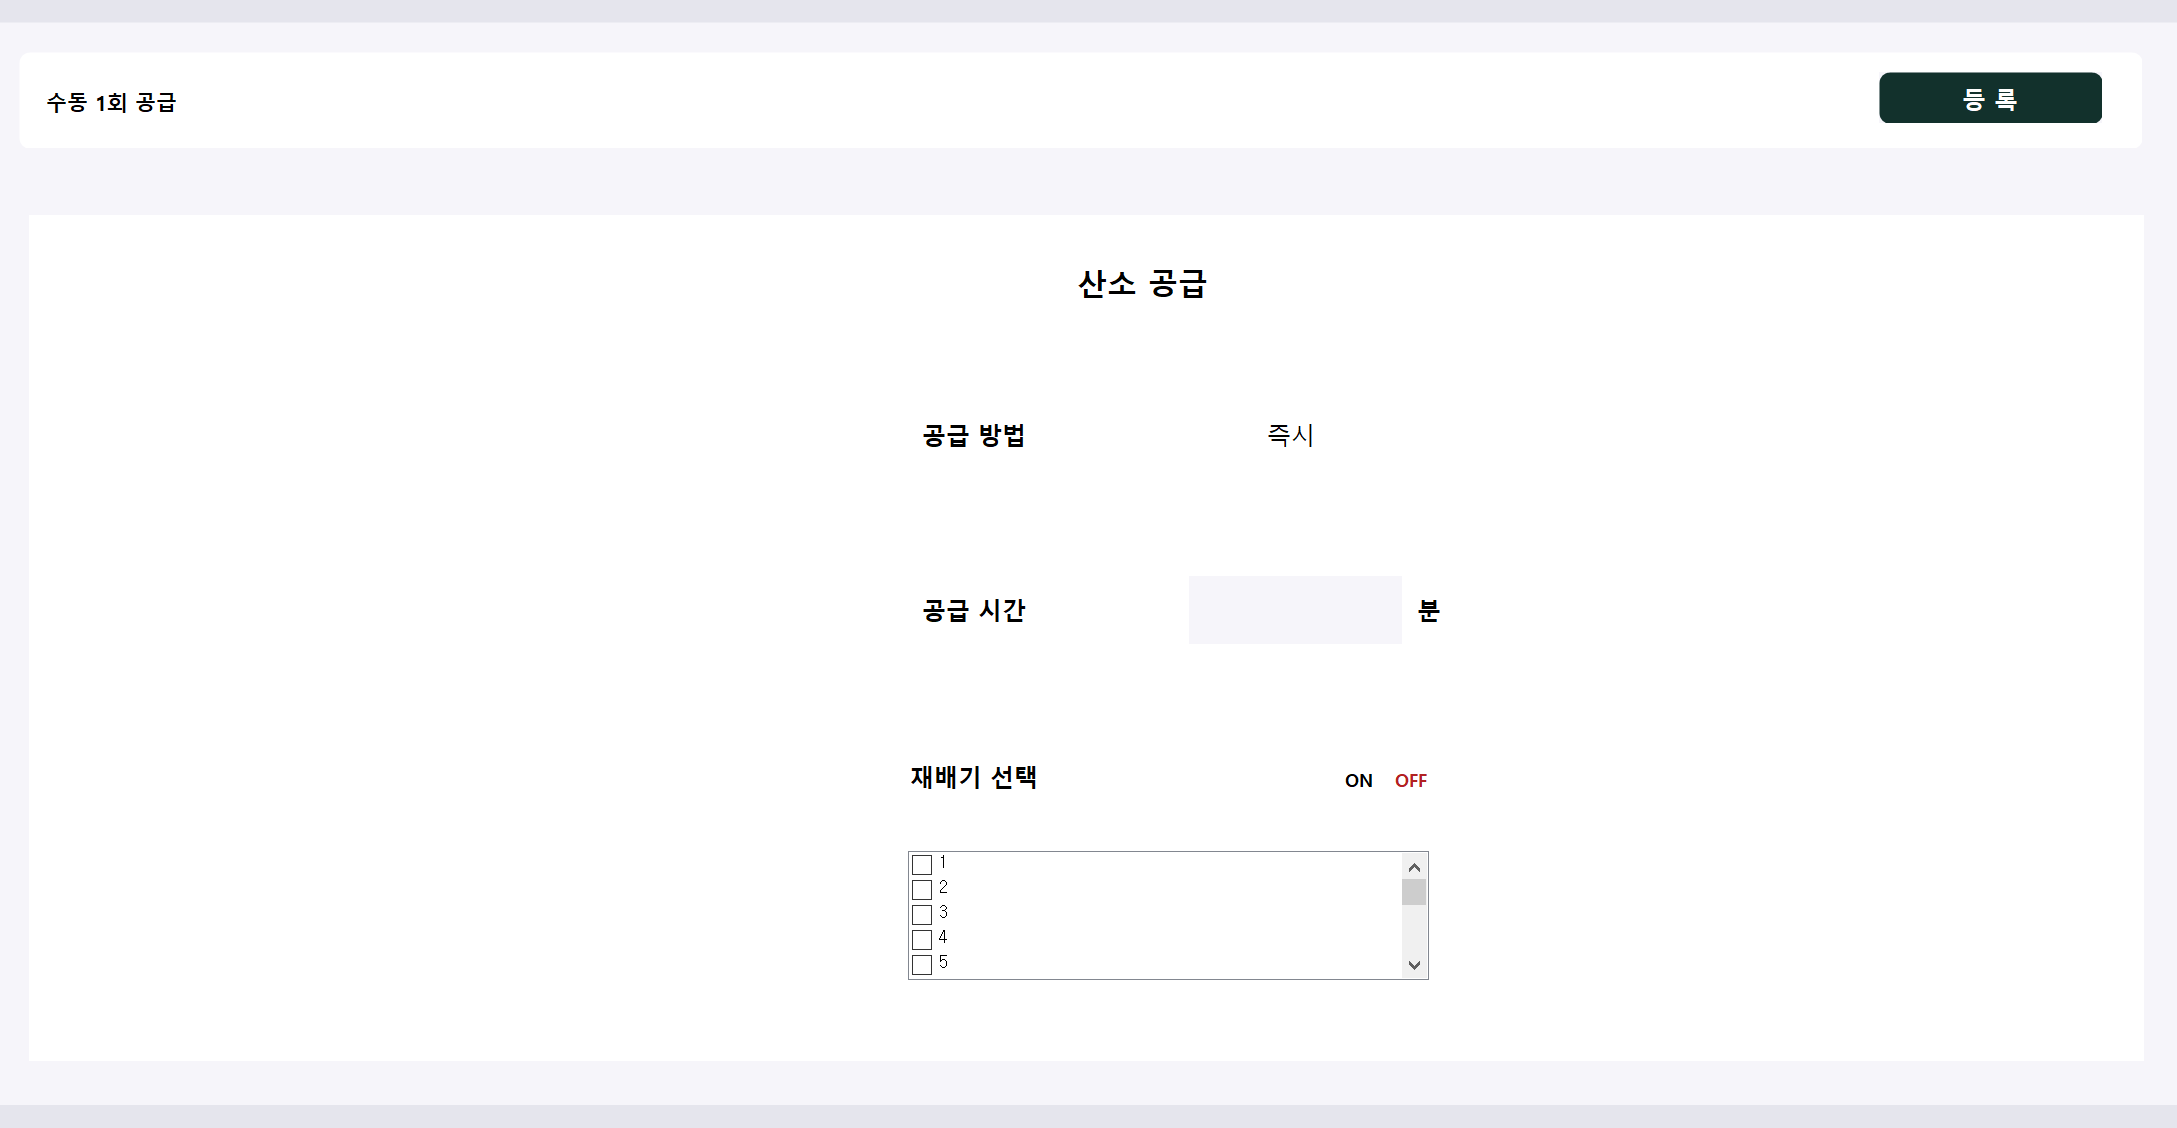 수동 1회 공급
등 록
산소 공급
공급 방법 즉시
공급 시간 분
재배기 선택 ON OFF
1
2
3
4
5